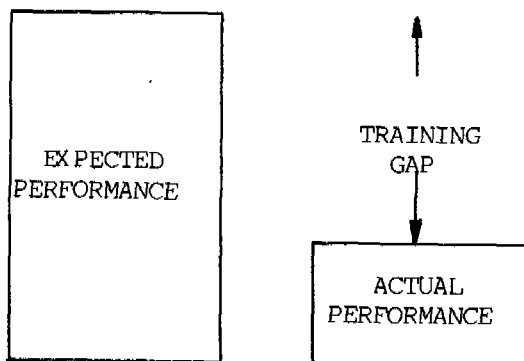 EXPECTED
PERFORMANCE
TRAINING
GAP
ACTUAL
PERFORMANCE